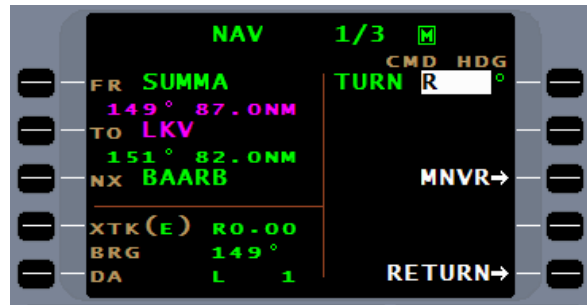 NAV 1/3 M
CMD HDG
FR SUMMA TURN R °
149° 87.0NM
TO LKV
151° 82.0NM
NX BAARB MNVR→
XTK(E) R0.00
BRG 149°
DA L 1 RETURN→